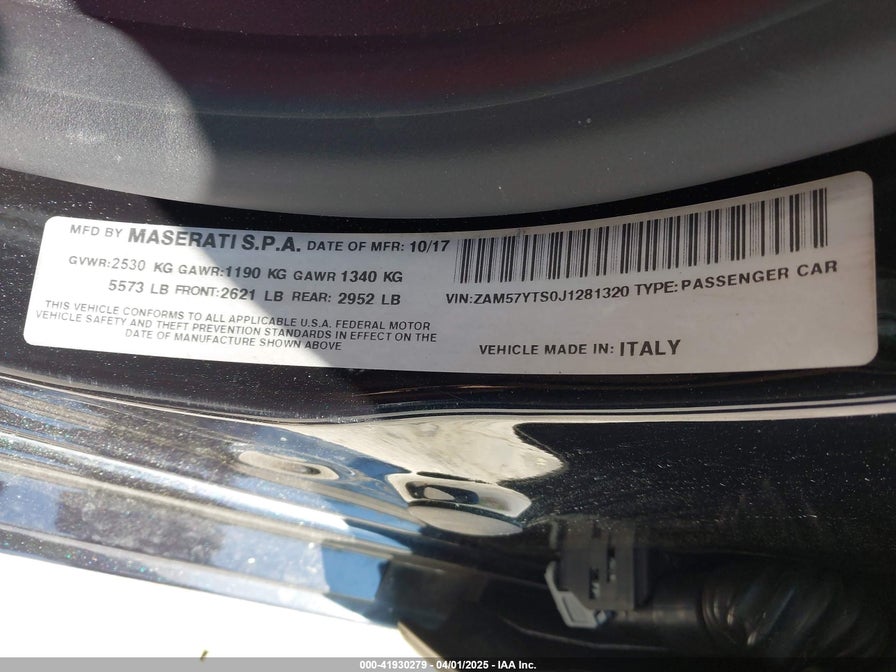 MFD BY MASERATI S.P.A. DATE OF MFR: 10/17
GVWR:2530 KG GAWR:1190 KG GAWR 1340 KG
5573 LB FRONT:2621 LB REAR: 2952 LB
THIS VEHICLE CONFORMS TO ALL APPLICABLE U.S.A. FEDERAL MOTOR
VEHICLE SAFETY AND THEFT PREVENTION STANDARDS IN EFFECT ON THE
DATE OF MANUFACTURE SHOWN ABOVE
VIN:ZAM57YTS0J1281320 TYPE: PASSENGER CAR
VEHICLE MADE IN: ITALY
000-41930279 - 04/01/2025 - IAA Inc.